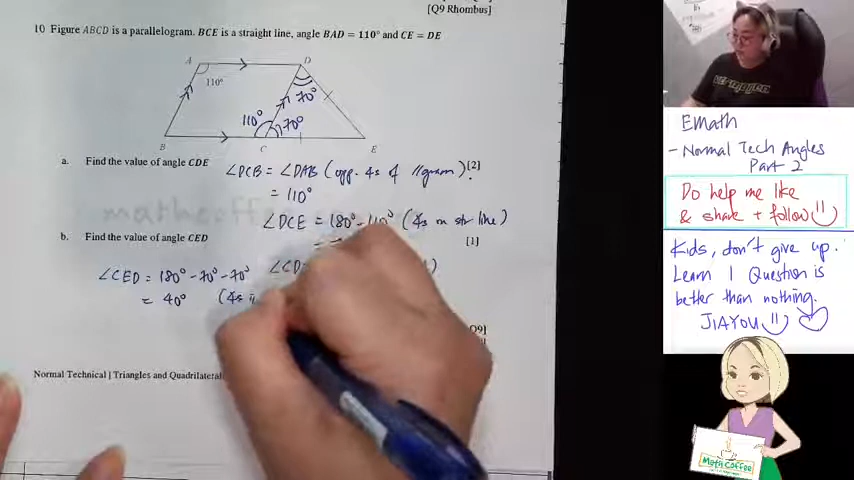 [Q9 Rhombus]
10 Figure ABCD is a parallelogram. BCE is a straight line, angle BAD = 110° and CE = DE
A
D
110°
70°
110°
70°
B
C
E
a. Find the value of angle CDE
∠DCB = ∠DAB (opp. ∠s of //gram)
[2]
= 110°
∠DCE = 180° - 110° (∠s on str line)
b. Find the value of angle CED
[1]
∠CED = 180° - 70° - 70°
∠CD
= 40° (∠s
Q9]
Normal Technical | Triangles and Quadrilateral
mathcoff
EMath
- Normal Tech Angles
Part 2
Do help me like
& share + follow
Kids, don't give up.
Learn 1 Question is
better than nothing.
JIAYOU
Math Coffee